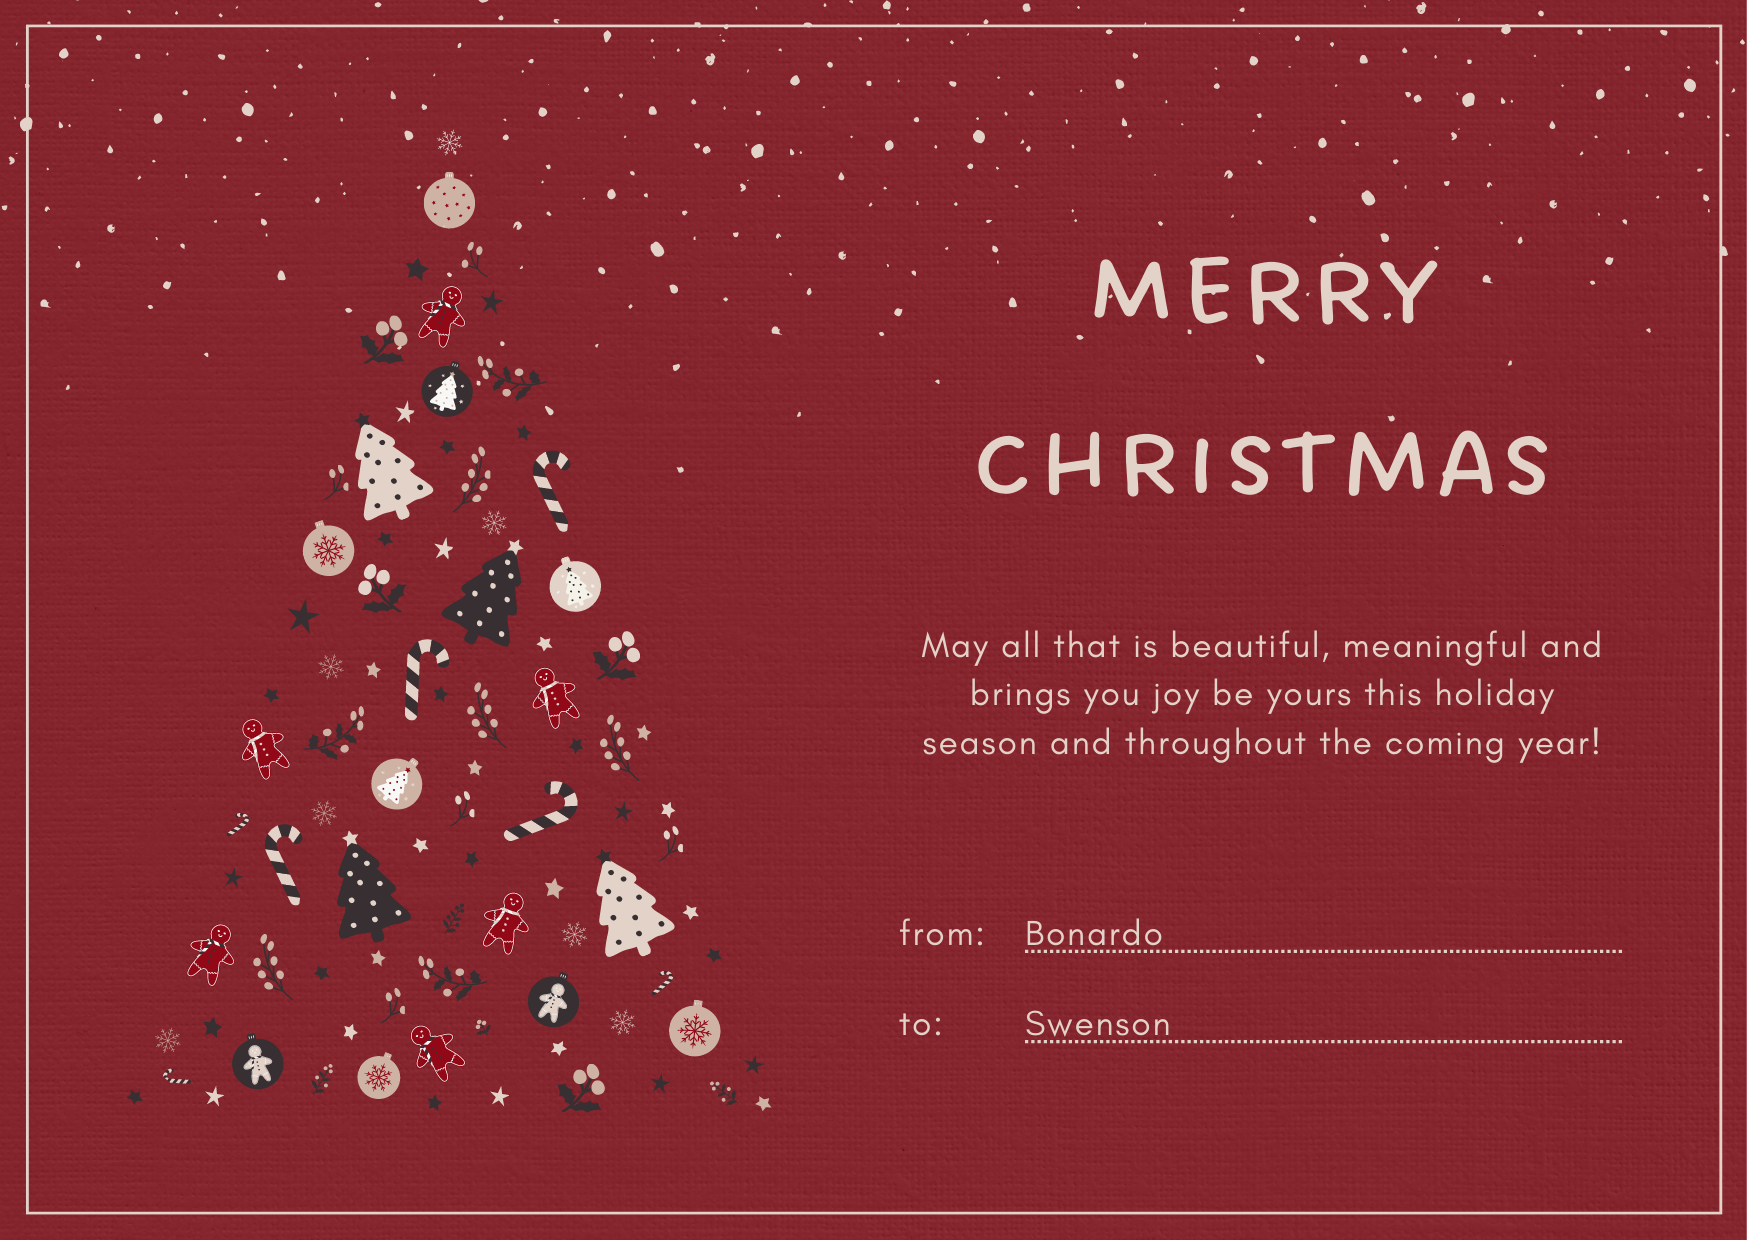 MERRY
CHRISTMAS
May all that is beautiful, meaningful and
brings you joy be yours this holiday
season and throughout the coming year!
from: Bonardo
to: Swenson